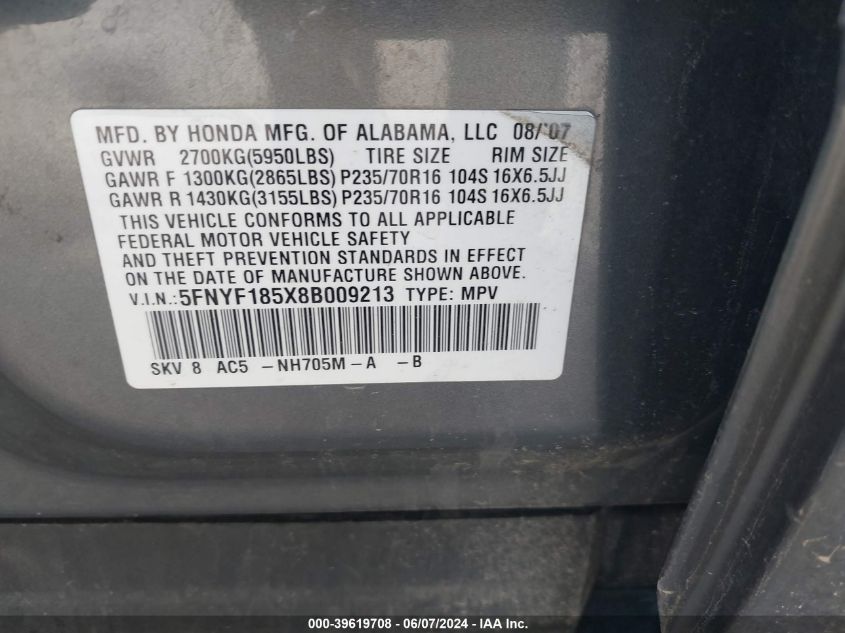 MFD. BY HONDA MFG. OF ALABAMA, LLC 08/'07
GVWR 2700KG(5950LBS) TIRE SIZE RIM SIZE
GAWR F 1300KG(2865LBS) P235/70R16 104S 16X6.5JJ
GAWR R 1430KG(3155LBS) P235/70R16 104S 16X6.5JJ
THIS VEHICLE CONFORMS TO ALL APPLICABLE
FEDERAL MOTOR VEHICLE SAFETY
AND THEFT PREVENTION STANDARDS IN EFFECT
ON THE DATE OF MANUFACTURE SHOWN ABOVE.
V.I.N.:5FNYF185X8B009213 TYPE: MPV
SKV 8 AC5 -NH705M-A -B
000-39619708 - 06/07/2024 - IAA Inc.